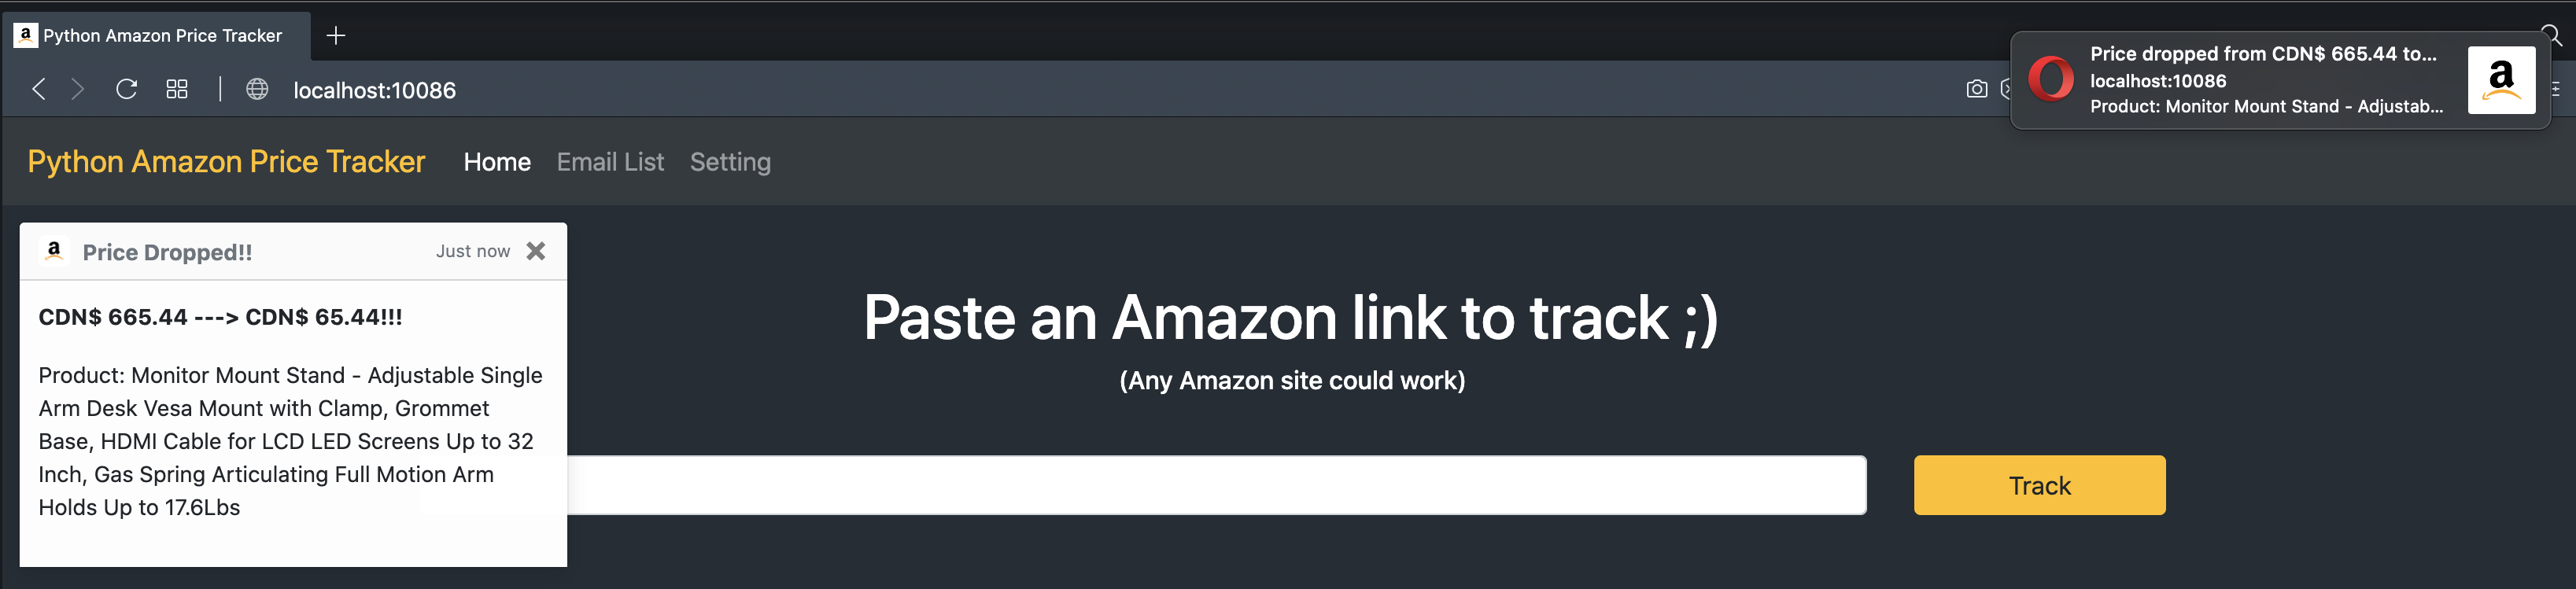 Python Amazon Price Tracker
localhost:10086
Price dropped from CDN$ 665.44 to...
localhost:10086
Product: Monitor Mount Stand - Adjustab...
a
Python Amazon Price Tracker Home Email List Setting
a Price Dropped!! Just now
CDN$ 665.44 ---> CDN$ 65.44!!!
Product: Monitor Mount Stand - Adjustable Single
Arm Desk Vesa Mount with Clamp, Grommet
Base, HDMI Cable for LCD LED Screens Up to 32
Inch, Gas Spring Articulating Full Motion Arm
Holds Up to 17.6Lbs
Paste an Amazon link to track ;)
(Any Amazon site could work)
Track